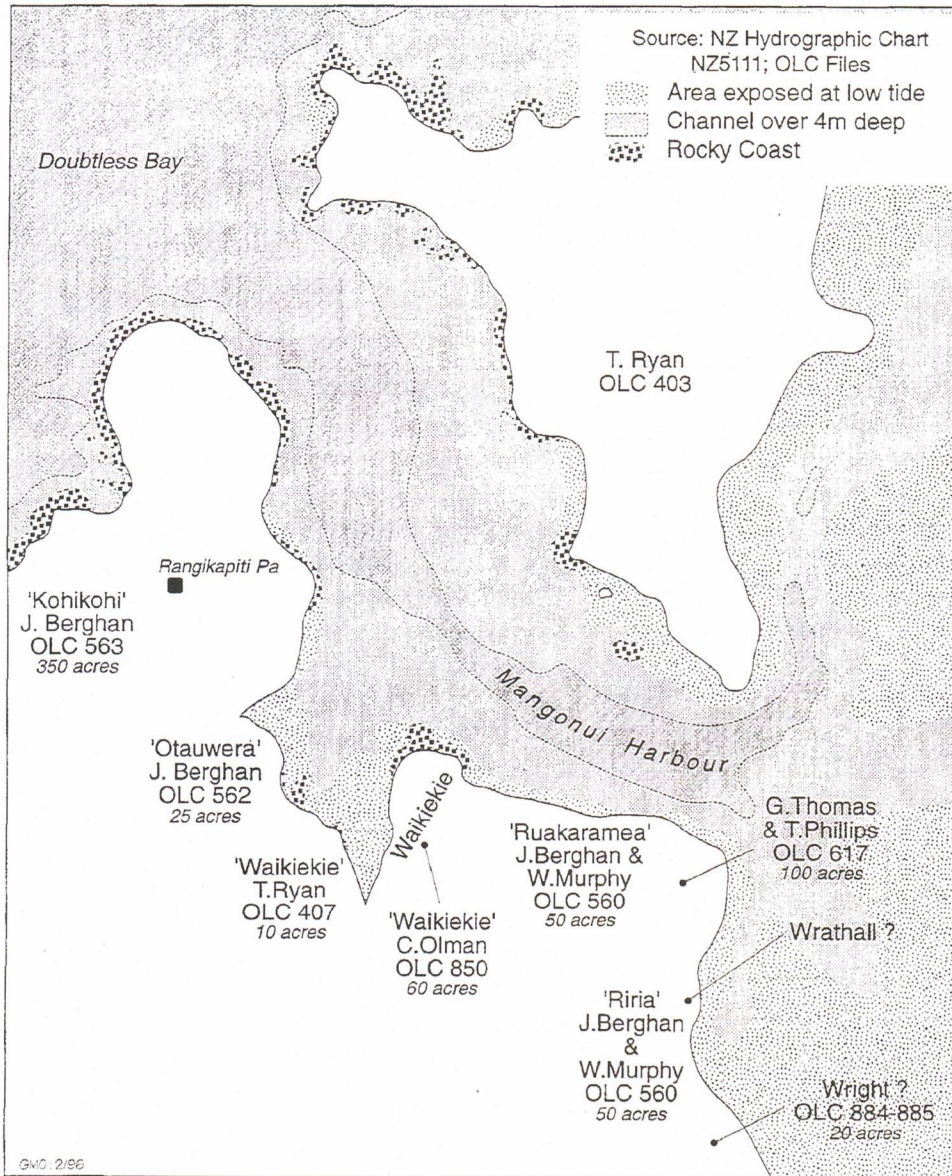 Source: NZ Hydrographic Chart
NZ5111; OLC Files
Area exposed at low tide
Channel over 4m deep
Rocky Coast
Doubtless Bay
T. Ryan
OLC 403
Rangikapiti Pa
'Kohikohi'
J. Berghan
OLC 563
350 acres
Mangonui Harbour
'Otauwera'
J. Berghan
OLC 562
25 acres
'Waikiekie'
T.Ryan
OLC 407
10 acres
Waikiekie
'Waikiekie'
C.Olman
OLC 850
60 acres
'Ruakaramea'
J.Berghan &
W.Murphy
OLC 560
50 acres
G.Thomas
& T.Phillips
OLC 617
100 acres
Wrathall ?
'Riria'
J.Berghan
&
W.Murphy
OLC 560
50 acres
Wright ?
OLC 884-885
20 acres
GMO: 2/96